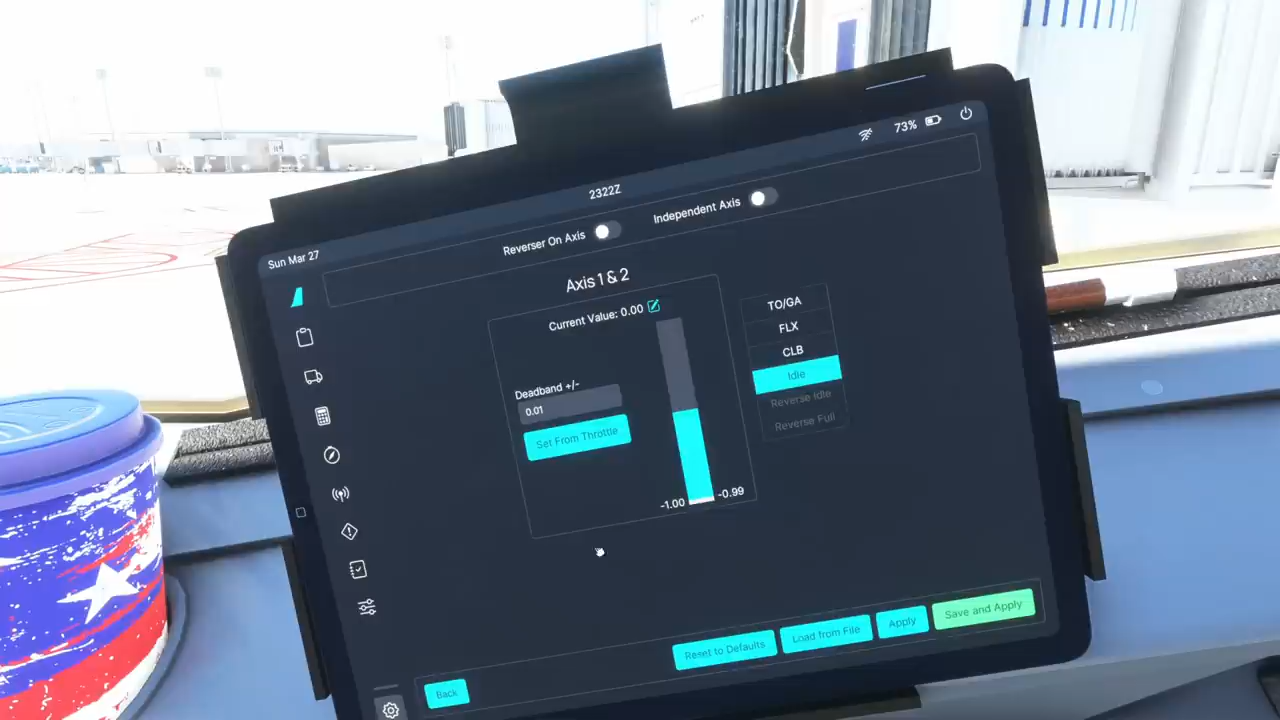 2322Z
73%
Sun Mar 27
Reverser On Axis
Independent Axis
Axis 1 & 2
Current Value: 0.00
Deadband +/-
0.01
Set From Throttle
-1.00
-0.99
TO/GA
FLX
CLB
Idle
Reverse Idle
Reverse Full
Back
Reset to Defaults
Load from File
Apply
Save and Apply